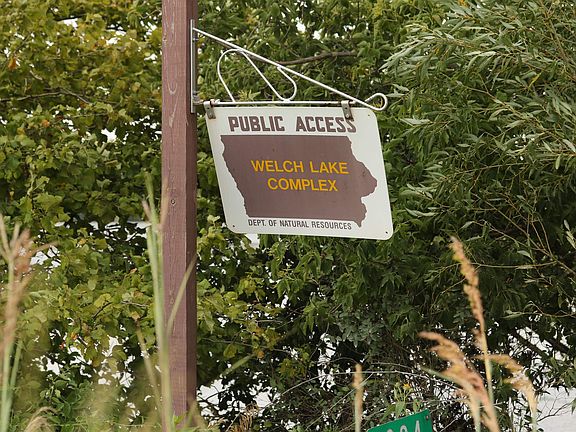 PUBLIC ACCESS
WELCH LAKE
COMPLEX
DEPT. OF NATURAL RESOURCES